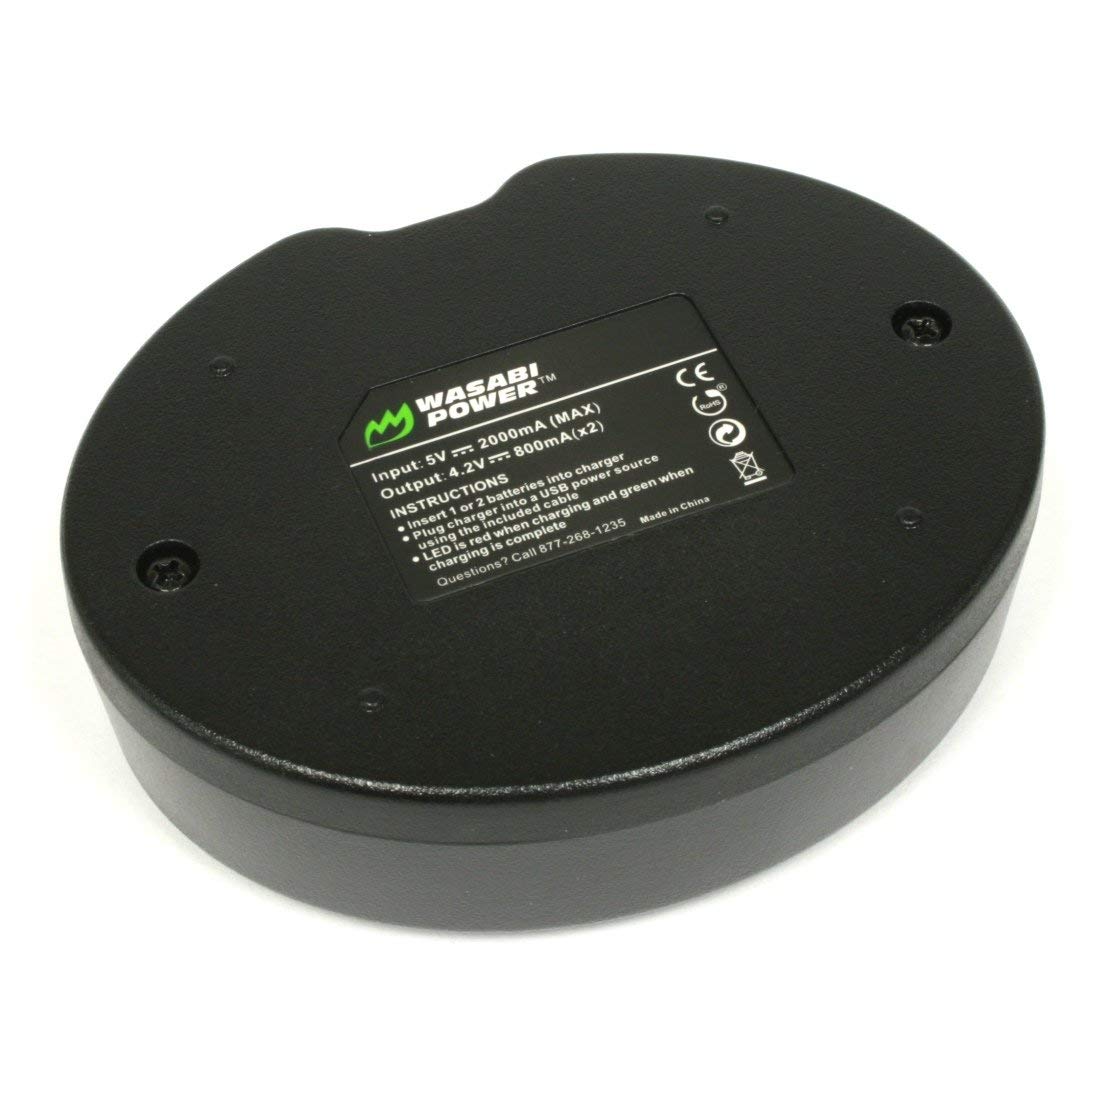 WASABI
POWER™
Input: 5V ⎓ 2000mA (MAX)
Output: 4.2V ⎓ 800mA(x2)
INSTRUCTIONS
• Insert 1 or 2 batteries into charger
• Plug charger into a USB power source
using the included cable
• LED is red when charging and green when
charging is complete
Questions? Call 877-268-1235
Made in China
CE
RoHS ®